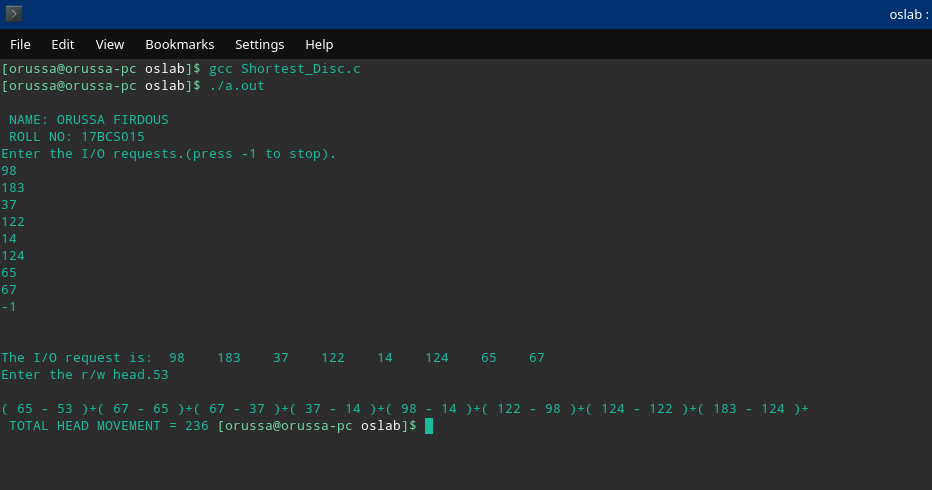 oslab :
File Edit View Bookmarks Settings Help
[orussa@orussa-pc oslab]$ gcc Shortest_Disc.c
[orussa@orussa-pc oslab]$ ./a.out
NAME: ORUSSA FIRDOUS
ROLL NO: 17BCS015
Enter the I/O requests.(press -1 to stop).
98
183
37
122
14
124
65
67
-1
The I/O request is: 98 183 37 122 14 124 65 67
Enter the r/w head.53
( 65 - 53 )+( 67 - 65 )+( 67 - 37 )+( 37 - 14 )+( 98 - 14 )+( 122 - 98 )+( 124 - 122 )+( 183 - 124 )+
TOTAL HEAD MOVEMENT = 236 [orussa@orussa-pc oslab]$